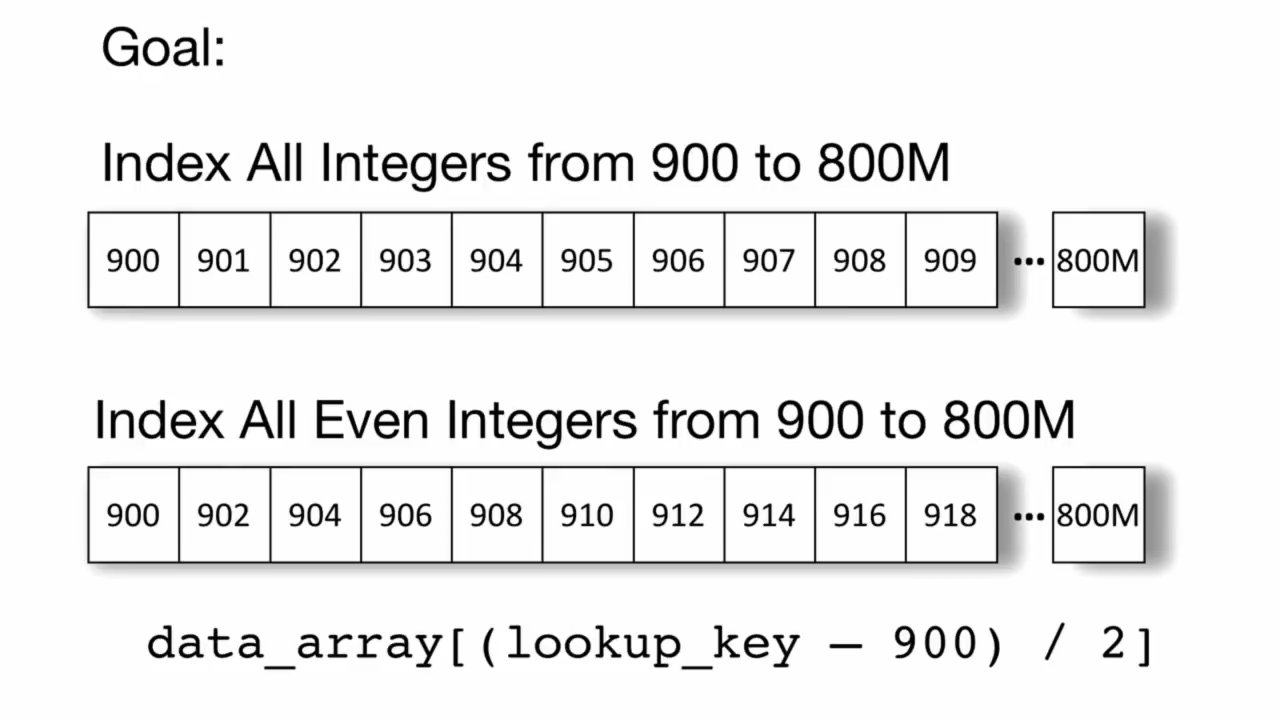 Goal:
Index All Integers from 900 to 800M
900 901 902 903 904 905 906 907 908 909 ... 800M
Index All Even Integers from 900 to 800M
900 902 904 906 908 910 912 914 916 918 ... 800M
data_array[(lookup_key – 900) / 2]